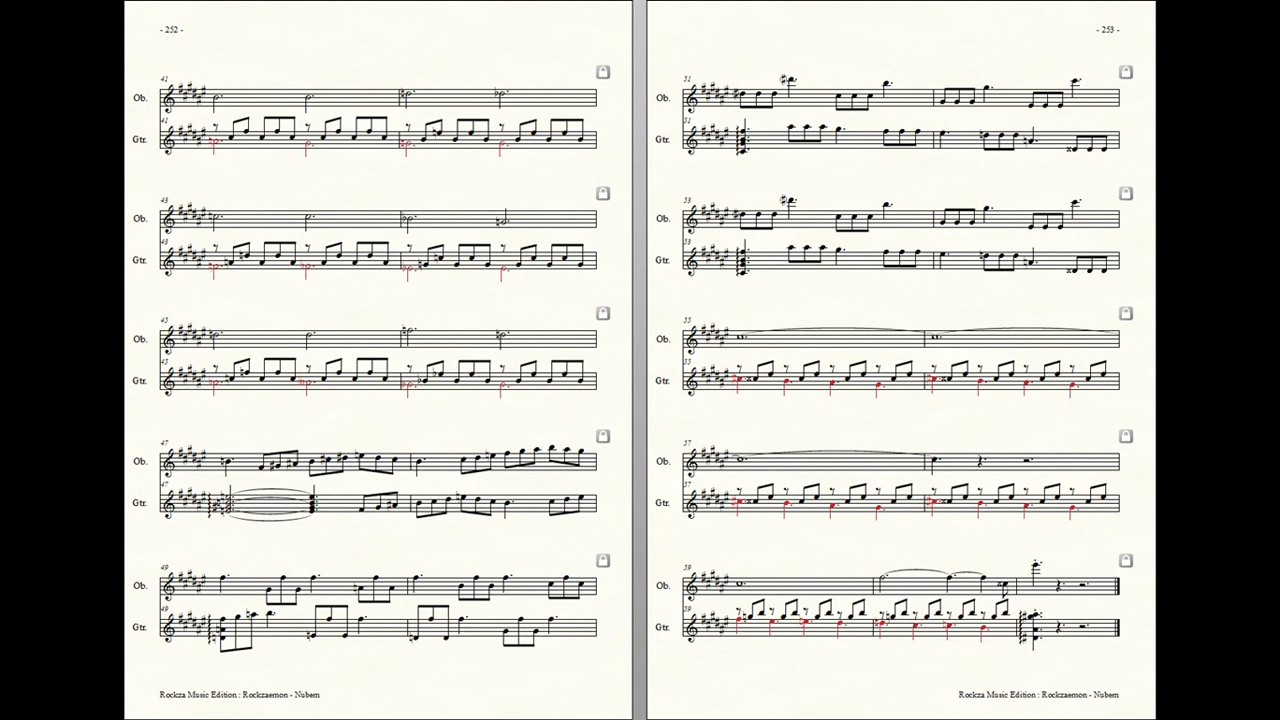 - 252 -
41
Ob.
41
Gtr.
43
Ob.
43
Gtr.
45
Ob.
45
Gtr.
47
Ob.
47
Gtr.
49
Ob.
49
Gtr.
Rockza Music Edition : Rockzaemon - Nubem
- 253 -
51
Ob.
51
Gtr.
53
Ob.
53
Gtr.
55
Ob.
55
Gtr.
57
Ob.
57
Gtr.
59
Ob.
59
Gtr.
Rockza Music Edition : Rockzaemon - Nubem